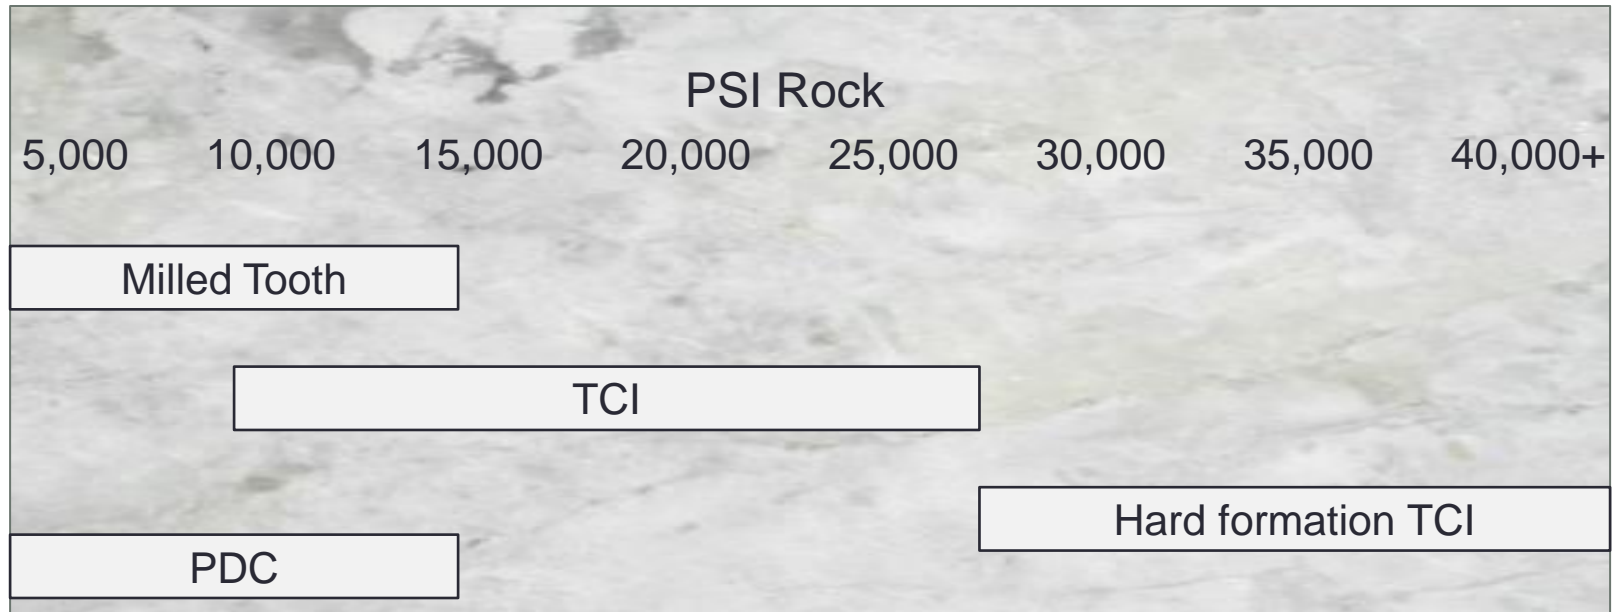 PSI Rock
5,000 10,000 15,000 20,000 25,000 30,000 35,000 40,000+
Milled Tooth
TCI
Hard formation TCI
PDC